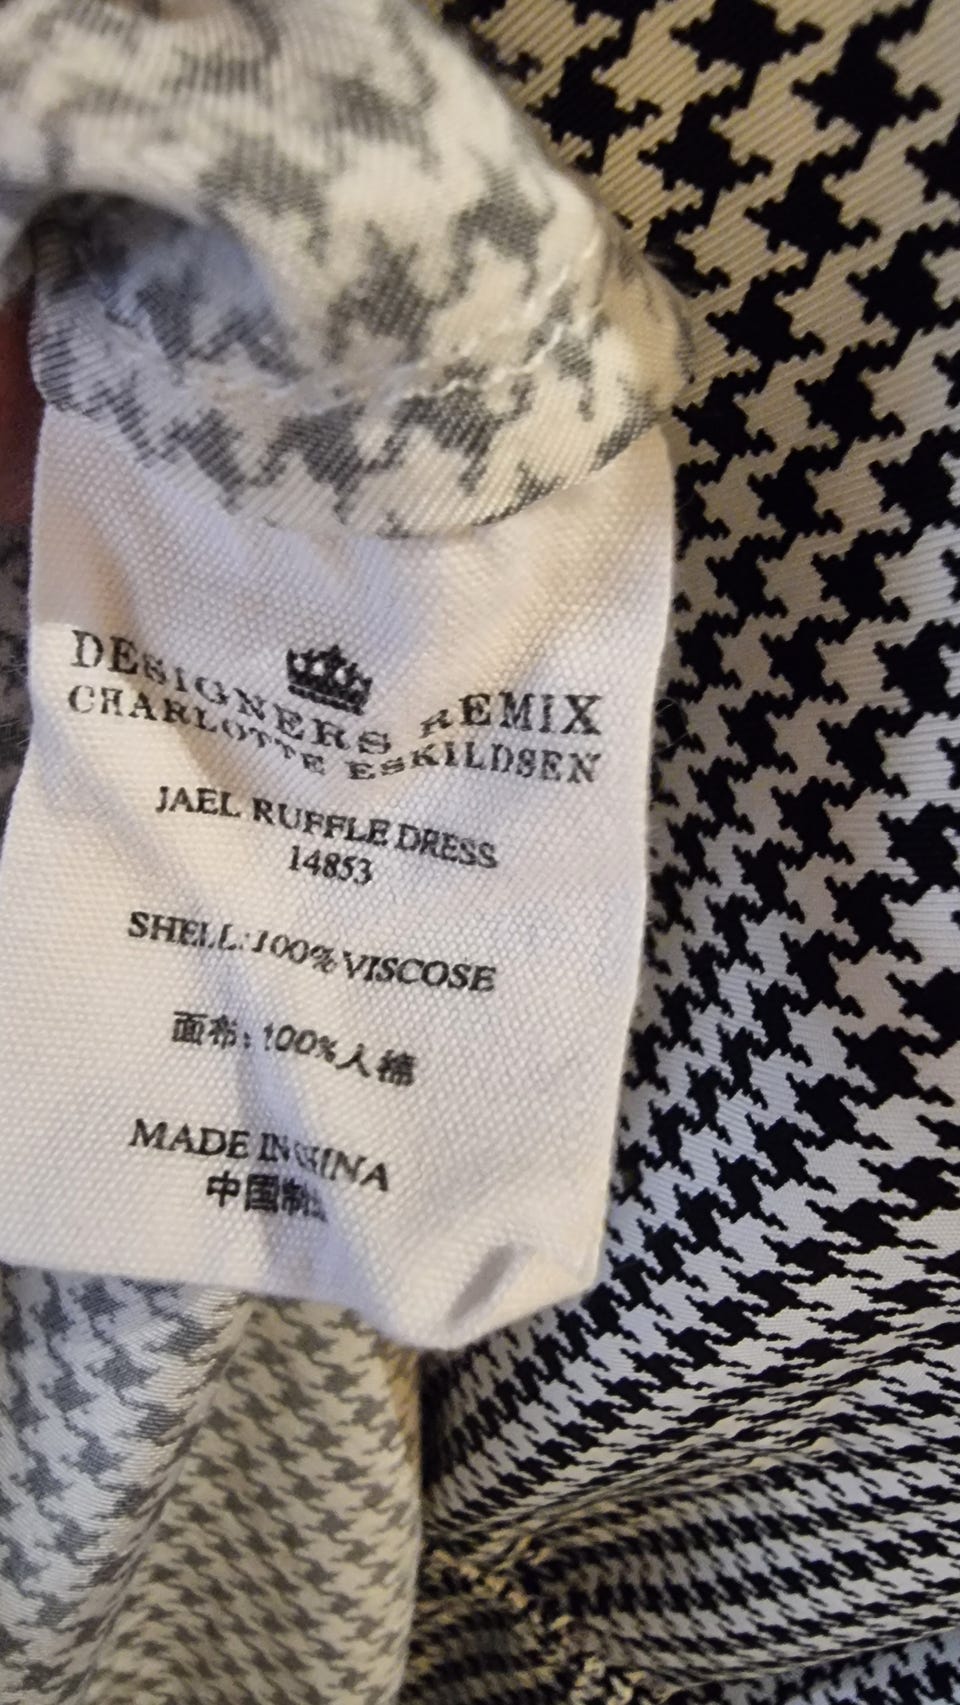 DESIGNERS REMIX
CHARLOTTE ESKILDSEN
JAEL RUFFLE DRESS
14853
SHELL:100% VISCOSE
面布:100%人棉
MADE IN CHINA
中国制造